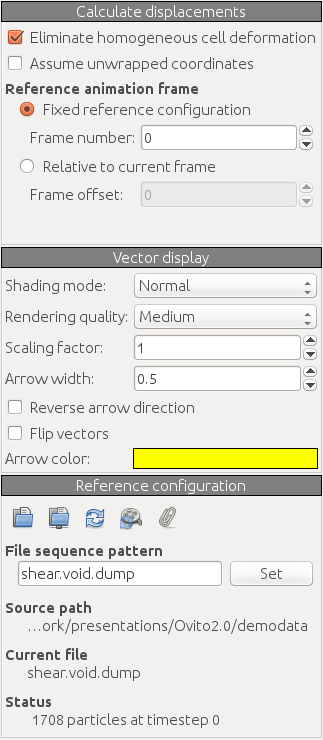 Calculate displacements
Eliminate homogeneous cell deformation
Assume unwrapped coordinates
Reference animation frame
Fixed reference configuration
Frame number: 0
Relative to current frame
Frame offset: 0
Vector display
Shading mode: Normal
Rendering quality: Medium
Scaling factor: 1
Arrow width: 0.5
Reverse arrow direction
Flip vectors
Arrow color:
Reference configuration
File sequence pattern
shear.void.dump Set
Source path
...ork/presentations/Ovito2.0/demodata
Current file
shear.void.dump
Status
1708 particles at timestep 0